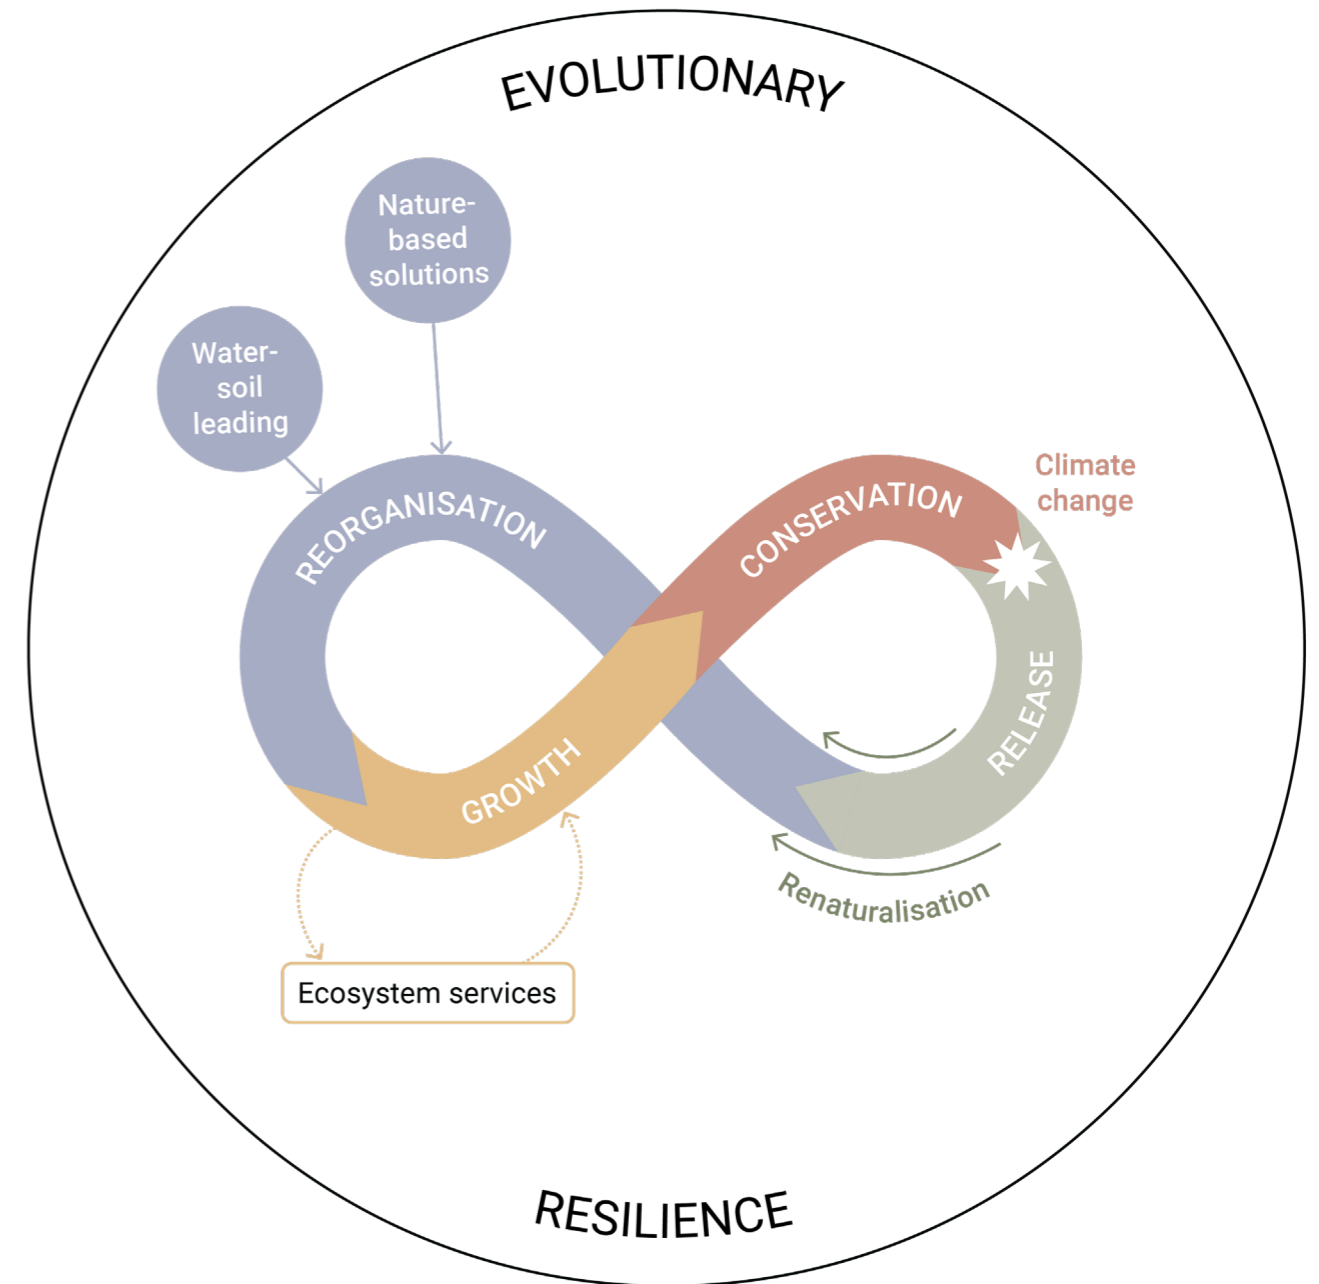 EVOLUTIONARY
Nature-
based
solutions
Water-
soil
leading
Climate
change
REORGANISATION
CONSERVATION
RELEASE
GROWTH
Renaturalisation
Ecosystem services
RESILIENCE